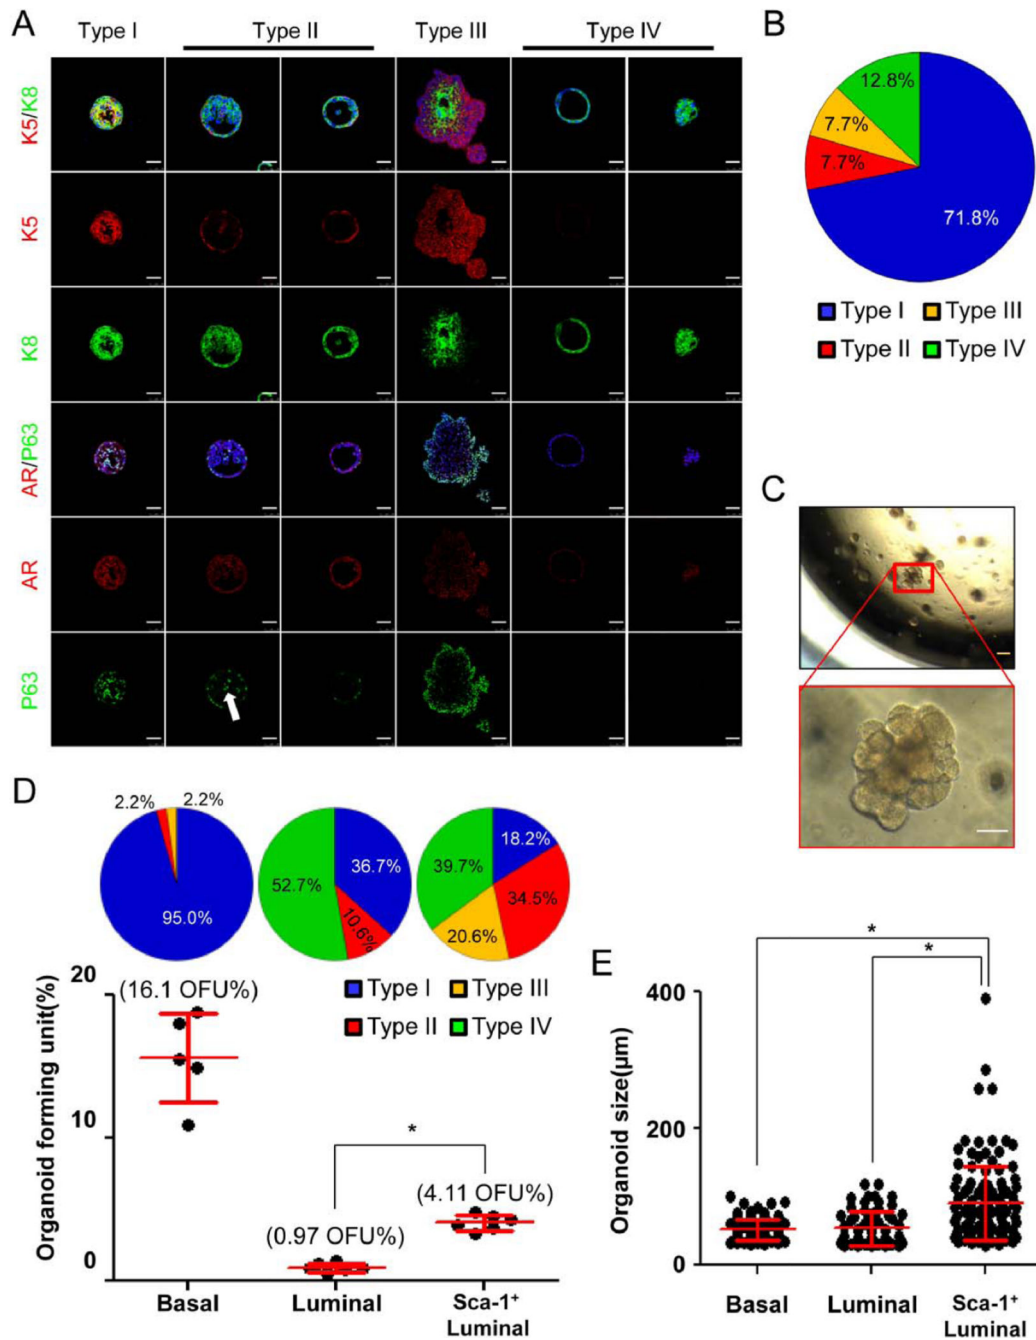 A
Type I
Type II
Type III
Type IV
K5/K8
K5
K8
AR/P63
AR
P63
B
12.8%
7.7%
7.7%
71.8%
Type I
Type III
Type II
Type IV
C
D
2.2%
2.2%
95.0%
36.7%
52.7%
10.6%
18.2%
39.7%
34.5%
20.6%
Type I
Type III
Type II
Type IV
Organoid forming unit(%)
20
10
0
(16.1 OFU%)
(0.97 OFU%)
*
(4.11 OFU%)
Basal
Luminal
Sca-1⁺
Luminal
E
*
*
Organoid size(μm)
400
200
0
Basal
Luminal
Sca-1⁺
Luminal